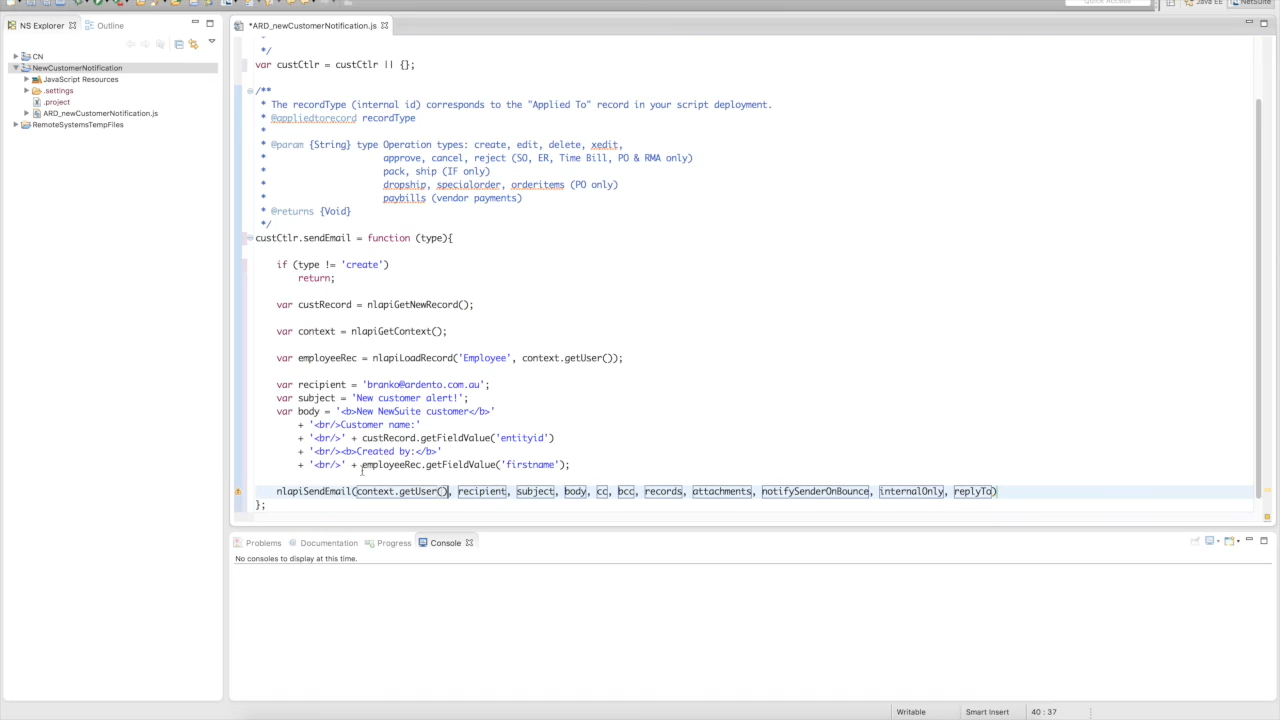 Quick Access
Java EE
NetSuite
NS Explorer
Outline
*ARD_newCustomerNotification.js
CN
NewCustomerNotification
JavaScript Resources
.settings
.project
ARD_newCustomerNotification.js
RemoteSystemsTempFiles
*/
var custCtlr = custCtlr || {};
/**
* The recordType (internal id) corresponds to the "Applied To" record in your script deployment.
* @appliedtorecord recordType
*
* @param {String} type Operation types: create, edit, delete, xedit,
* approve, cancel, reject (SO, ER, Time Bill, PO & RMA only)
* pack, ship (IF only)
* dropship, specialorder, orderitems (PO only)
* paybills (vendor payments)
* @returns {Void}
*/
custCtlr.sendEmail = function (type){
if (type != 'create')
return;
var custRecord = nlapiGetNewRecord();
var context = nlapiGetContext();
var employeeRec = nlapiLoadRecord('Employee', context.getUser());
var recipient = 'branko@ardento.com.au';
var subject = 'New customer alert!';
var body = '<b>New NewSuite customer</b>'
+ '<br/>Customer name:'
+ '<br/>' + custRecord.getFieldValue('entityid')
+ '<br/><b>Created by:</b>'
+ '<br/>' + employeeRec.getFieldValue('firstname');
nlapiSendEmail(context.getUser(), recipient, subject, body, cc, bcc, records, attachments, notifySenderOnBounce, internalOnly, replyTo)
};
Problems
Documentation
Progress
Console
No consoles to display at this time.
Writable
Smart Insert
40 : 37